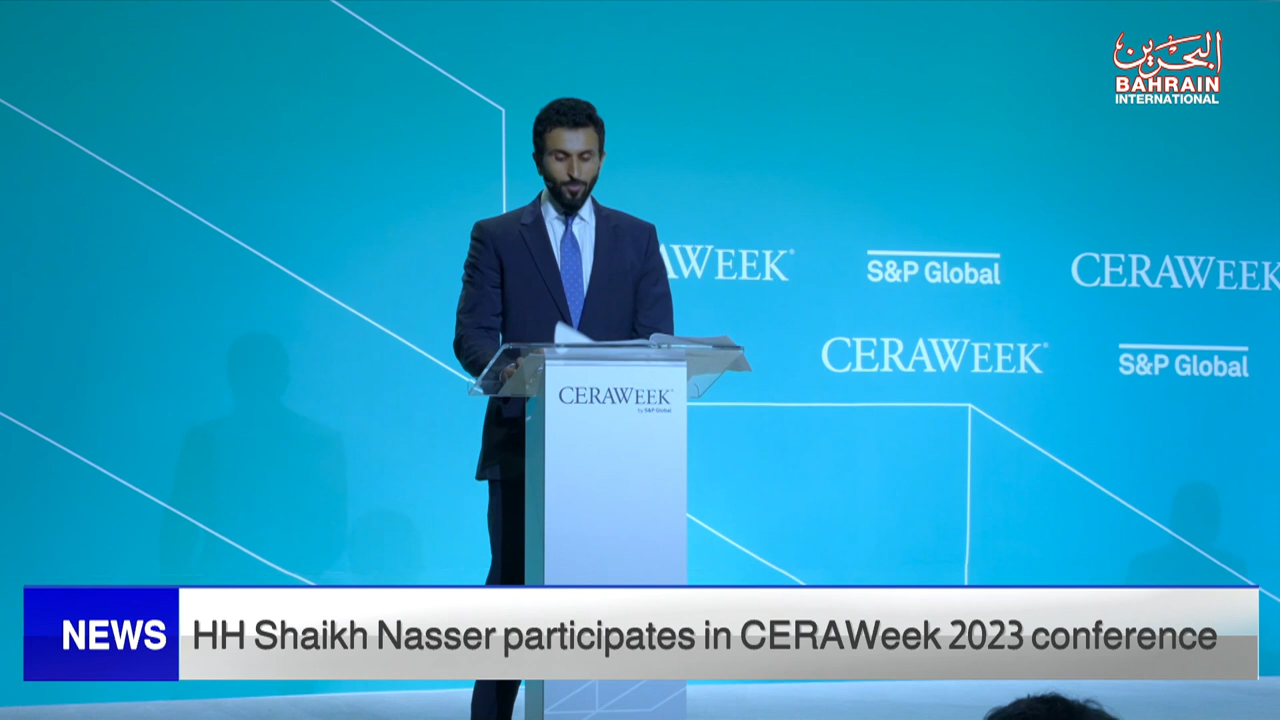 البحرين
BAHRAIN
INTERNATIONAL
AWEEK®
S&P Global
CERAWEEK
CERAWEEK®
S&P Global
CERAWEEK
by S&P Global
NEWS
HH Shaikh Nasser participates in CERAWeek 2023 conference